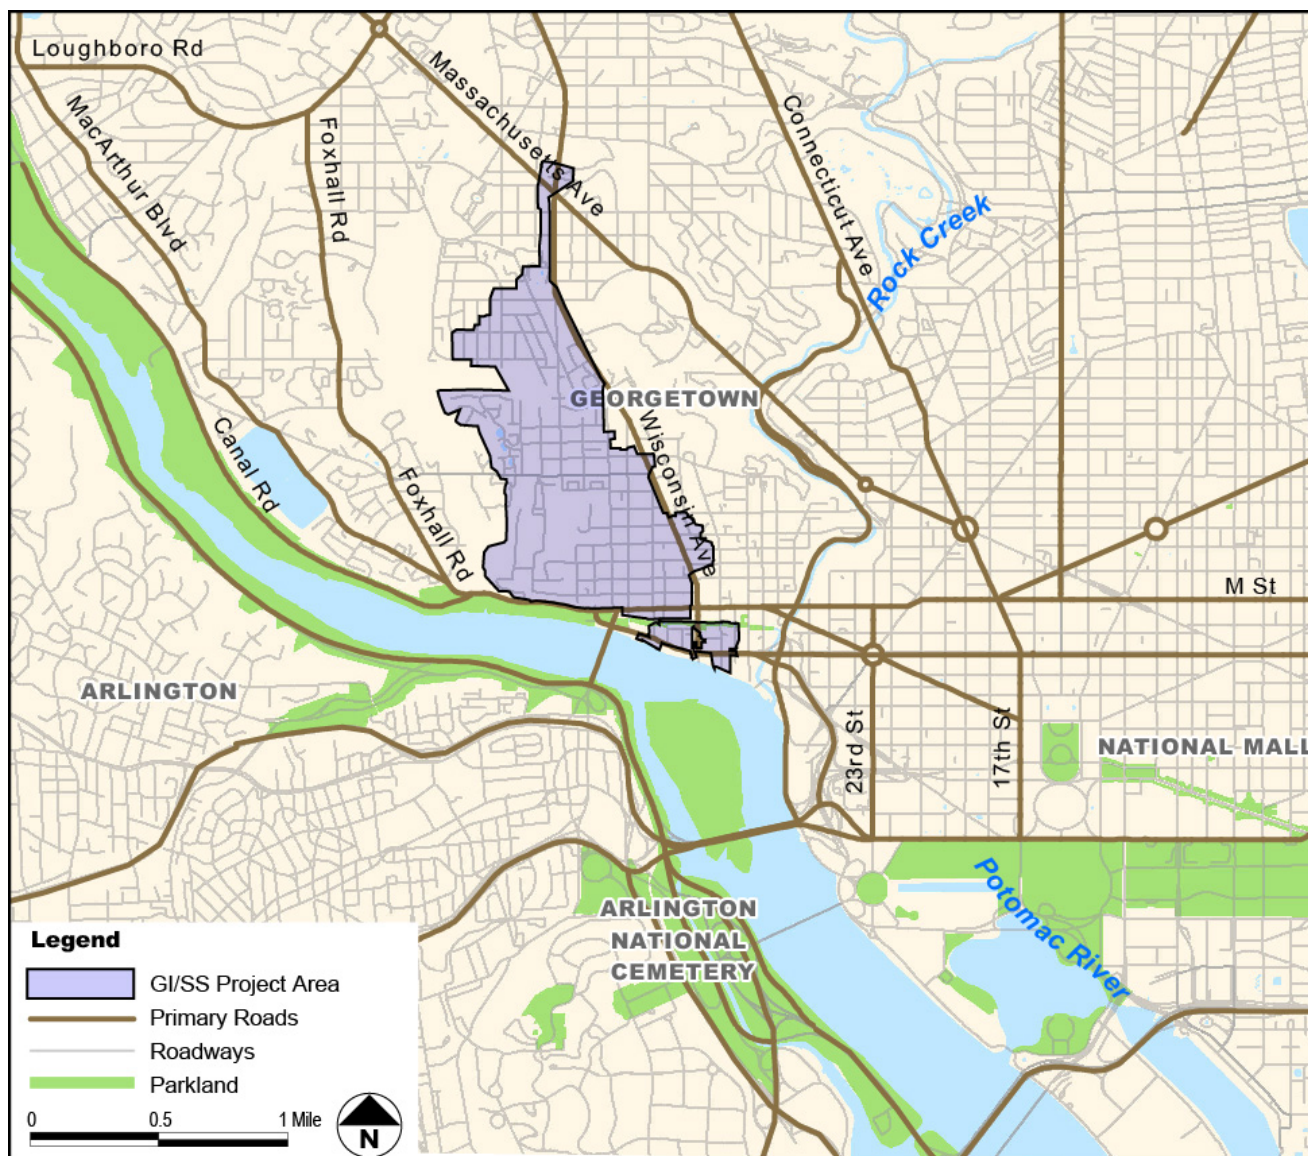 Loughboro Rd
MacArthur Blvd
Foxhall Rd
Massachusetts Ave
Connecticut Ave
Rock Creek
GEORGETOWN
Wisconsin Ave
Canal Rd
Foxhall Rd
M St
ARLINGTON
23rd St
17th St
NATIONAL MALL
Potomac River
ARLINGTON
NATIONAL
CEMETERY
Legend
GI/SS Project Area
Primary Roads
Roadways
Parkland
0 0.5 1 Mile
N